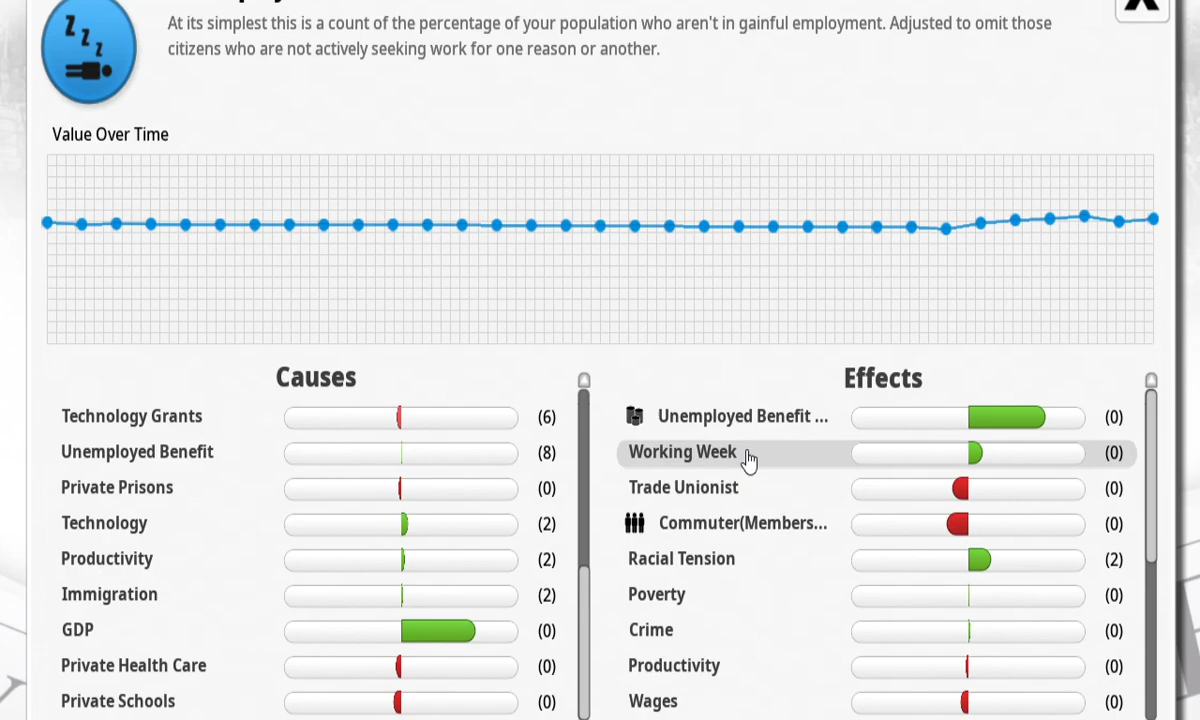 At its simplest this is a count of the percentage of your population who aren't in gainful employment. Adjusted to omit those
citizens who are not actively seeking work for one reason or another.
Value Over Time
Causes
Technology Grants (6)
Unemployed Benefit (8)
Private Prisons (0)
Technology (2)
Productivity (2)
Immigration (2)
GDP (0)
Private Health Care (0)
Private Schools (0)
Effects
Unemployed Benefit ... (0)
Working Week (0)
Trade Unionist (0)
Commuter(Members... (0)
Racial Tension (2)
Poverty (0)
Crime (0)
Productivity (0)
Wages (0)